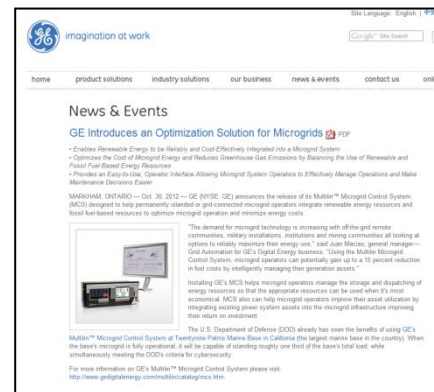 Site Language: English | 中文
imagination at work
Google Site Search
home product solutions industry solutions our business news & events contact us onl
News & Events
GE Introduces an Optimization Solution for Microgrids PDF
• Enables Renewable Energy to be Reliably and Cost-Effectively Integrated into a Microgrid System
• Optimizes the Cost of Microgrid Energy and Reduces Greenhouse Gas Emissions by Balancing the Use of Renewable and
Fossil Fuel-Based Energy Resources
• Provides an Easy-to-Use, Operator Interface Allowing Microgrid System Operators to Effectively Manage Operations and Make
Maintenance Decisions Easier
MARKHAM, ONTARIO — Oct. 30, 2012 — GE (NYSE: GE) announces the release of its Multilin™ Microgrid Control System
(MCS) designed to help permanently islanded or grid-connected microgrid operators integrate renewable energy resources and
fossil fuel-based resources to optimize microgrid operation and minimize energy costs.
"The demand for microgrid technology is increasing with off-the-grid remote
communities, military installations, institutions and mining communities all looking at
options to reliably maximize their energy use," said Juan Macias, general manager—
Grid Automation for GE's Digital Energy business. "Using the Multilin Microgrid
Control System, microgrid operators can potentially gain up to a 15 percent reduction
in fuel costs by intelligently managing their generation assets."
Installing GE's MCS helps microgrid operators manage the storage and dispatching of
energy resources so that the appropriate resources can be used when it's most
economical. MCS also can help microgrid operators improve their asset utilization by
integrating existing power system assets into the microgrid infrastructure improving
their return on investment.
The U.S. Department of Defense (DOD) already has seen the benefits of using GE's
Multilin™ Microgrid Control System at Twentynine Palms Marine Base in California (the largest marine base in the country). When
the base's microgrid is fully operational, it will be capable of islanding roughly one third of the base's total load, while
simultaneously meeting the DOD's criteria for cybersecurity.
For more information on GE's Multilin Microgrid Control System please visit:
http://www.gedigitalenergy.com/multilin/catalog/mcs.htm.